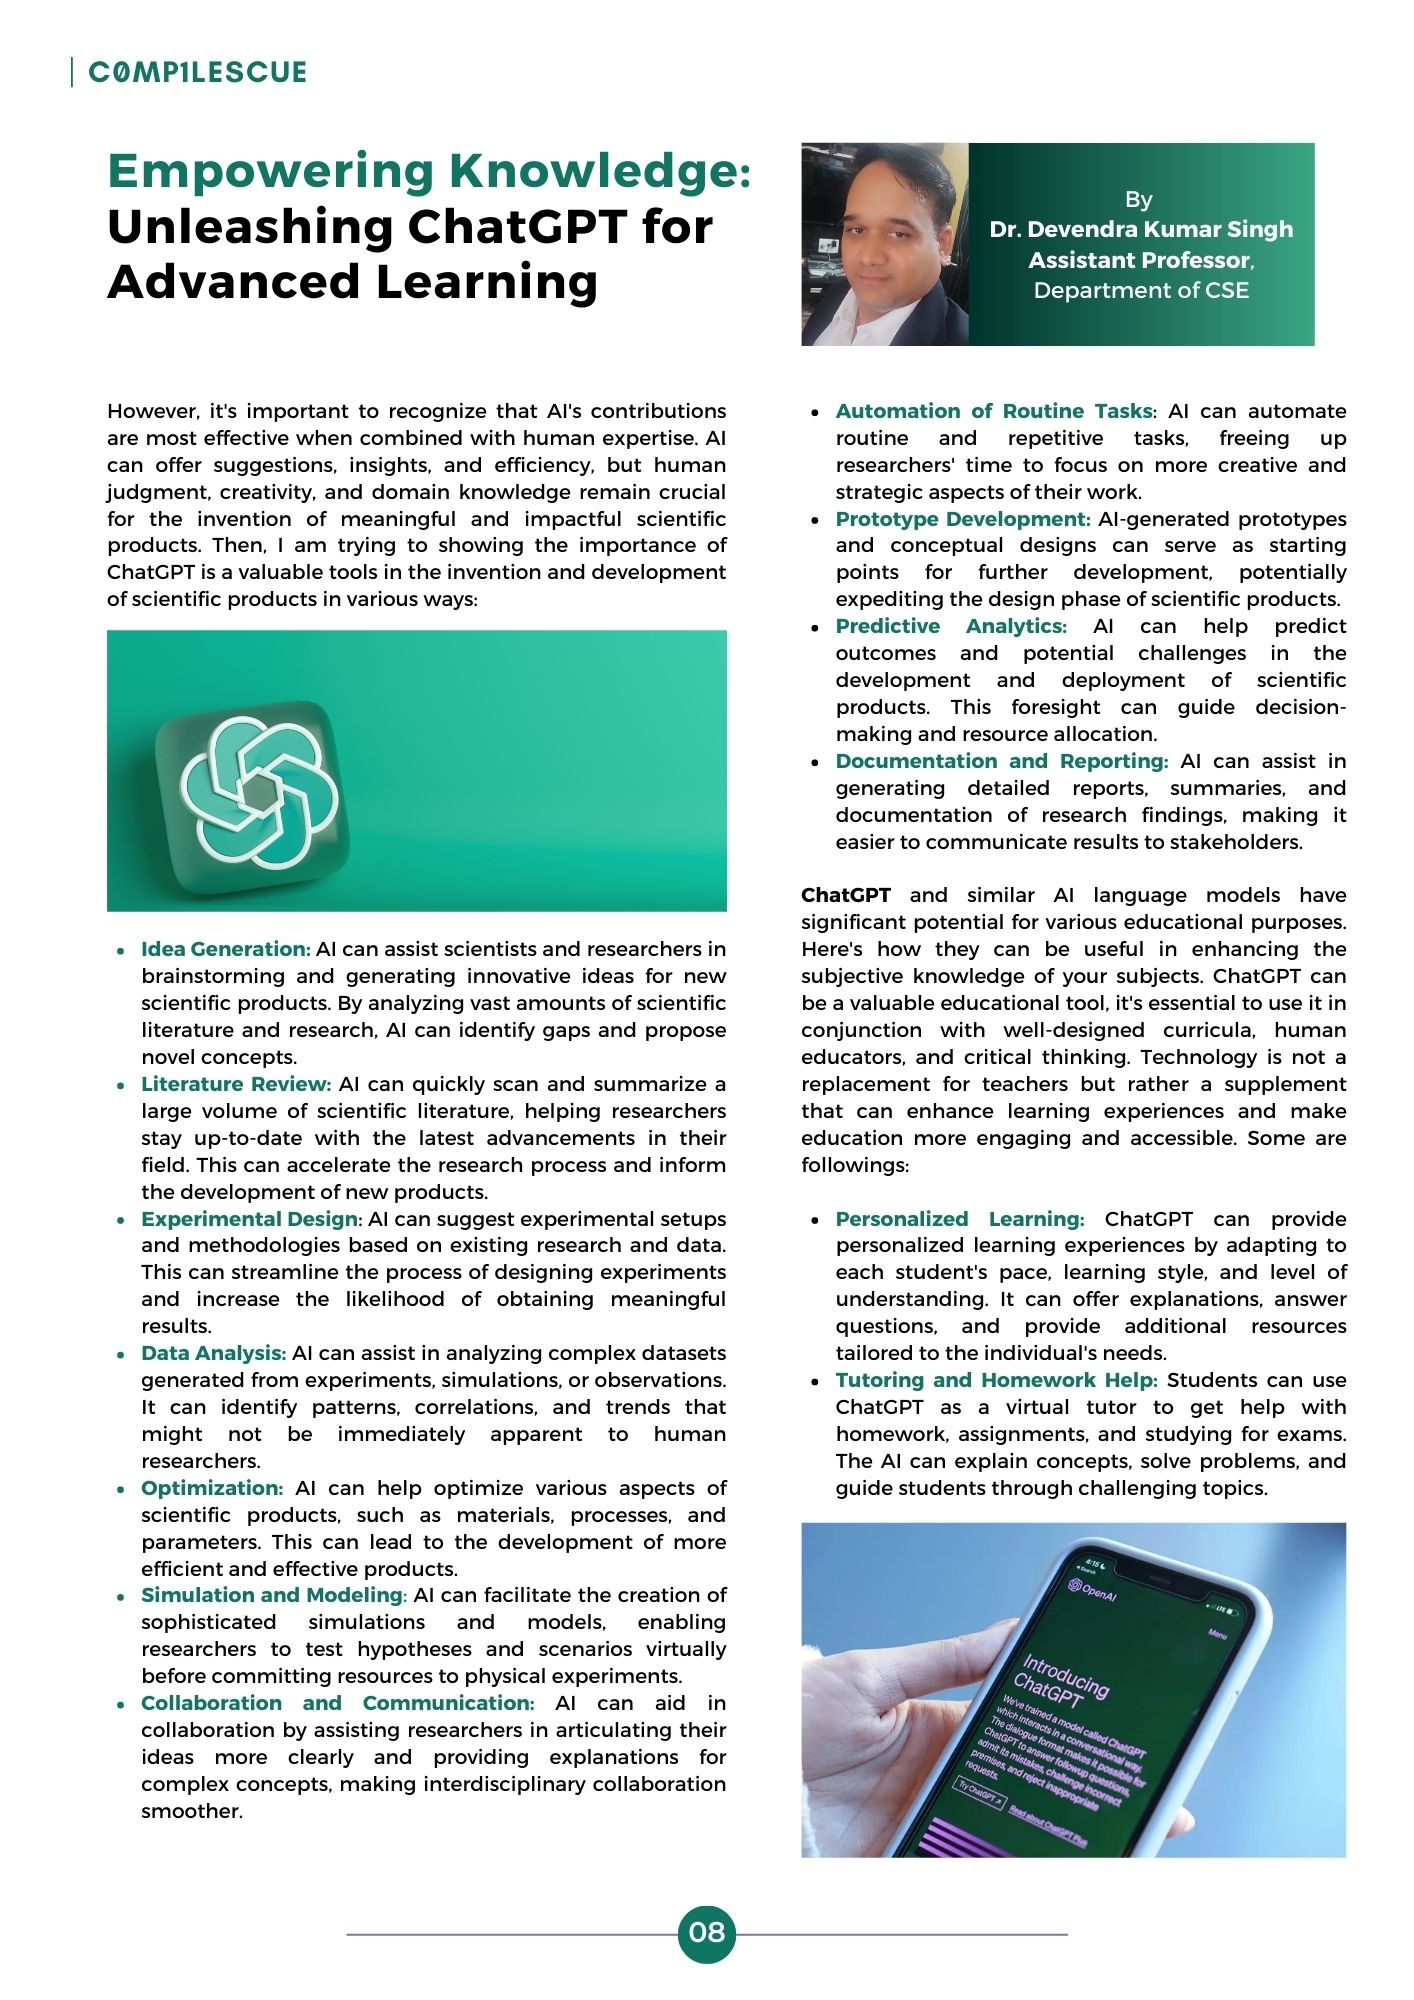 C0MP1LESCUE
Empowering Knowledge:
Unleashing ChatGPT for
Advanced Learning
By
Dr. Devendra Kumar Singh
Assistant Professor,
Department of CSE
However, it's important to recognize that AI's contributions
are most effective when combined with human expertise. AI
can offer suggestions, insights, and efficiency, but human
judgment, creativity, and domain knowledge remain crucial
for the invention of meaningful and impactful scientific
products. Then, I am trying to showing the importance of
ChatGPT is a valuable tools in the invention and development
of scientific products in various ways:
• Idea Generation: AI can assist scientists and researchers in
brainstorming and generating innovative ideas for new
scientific products. By analyzing vast amounts of scientific
literature and research, AI can identify gaps and propose
novel concepts.
• Literature Review: AI can quickly scan and summarize a
large volume of scientific literature, helping researchers
stay up-to-date with the latest advancements in their
field. This can accelerate the research process and inform
the development of new products.
• Experimental Design: AI can suggest experimental setups
and methodologies based on existing research and data.
This can streamline the process of designing experiments
and increase the likelihood of obtaining meaningful
results.
• Data Analysis: AI can assist in analyzing complex datasets
generated from experiments, simulations, or observations.
It can identify patterns, correlations, and trends that
might not be immediately apparent to human
researchers.
• Optimization: AI can help optimize various aspects of
scientific products, such as materials, processes, and
parameters. This can lead to the development of more
efficient and effective products.
• Simulation and Modeling: AI can facilitate the creation of
sophisticated simulations and models, enabling
researchers to test hypotheses and scenarios virtually
before committing resources to physical experiments.
• Collaboration and Communication: AI can aid in
collaboration by assisting researchers in articulating their
ideas more clearly and providing explanations for
complex concepts, making interdisciplinary collaboration
smoother.
• Automation of Routine Tasks: AI can automate
routine and repetitive tasks, freeing up
researchers' time to focus on more creative and
strategic aspects of their work.
• Prototype Development: AI-generated prototypes
and conceptual designs can serve as starting
points for further development, potentially
expediting the design phase of scientific products.
• Predictive Analytics: AI can help predict
outcomes and potential challenges in the
development and deployment of scientific
products. This foresight can guide decision-
making and resource allocation.
• Documentation and Reporting: AI can assist in
generating detailed reports, summaries, and
documentation of research findings, making it
easier to communicate results to stakeholders.
ChatGPT and similar AI language models have
significant potential for various educational purposes.
Here's how they can be useful in enhancing the
subjective knowledge of your subjects. ChatGPT can
be a valuable educational tool, it's essential to use it in
conjunction with well-designed curricula, human
educators, and critical thinking. Technology is not a
replacement for teachers but rather a supplement
that can enhance learning experiences and make
education more engaging and accessible. Some are
followings:
• Personalized Learning: ChatGPT can provide
personalized learning experiences by adapting to
each student's pace, learning style, and level of
understanding. It can offer explanations, answer
questions, and provide additional resources
tailored to the individual's needs.
• Tutoring and Homework Help: Students can use
ChatGPT as a virtual tutor to get help with
homework, assignments, and studying for exams.
The AI can explain concepts, solve problems, and
guide students through challenging topics.
4:15
Search
LTE
OpenAI
Menu
Introducing
ChatGPT
We've trained a model called ChatGPT
which interacts in a conversational way.
The dialogue format makes it possible for
ChatGPT to answer followup questions,
admit its mistakes, challenge incorrect
premises, and reject inappropriate
requests.
Try ChatGPT ↗
Read about ChatGPT Plus
08